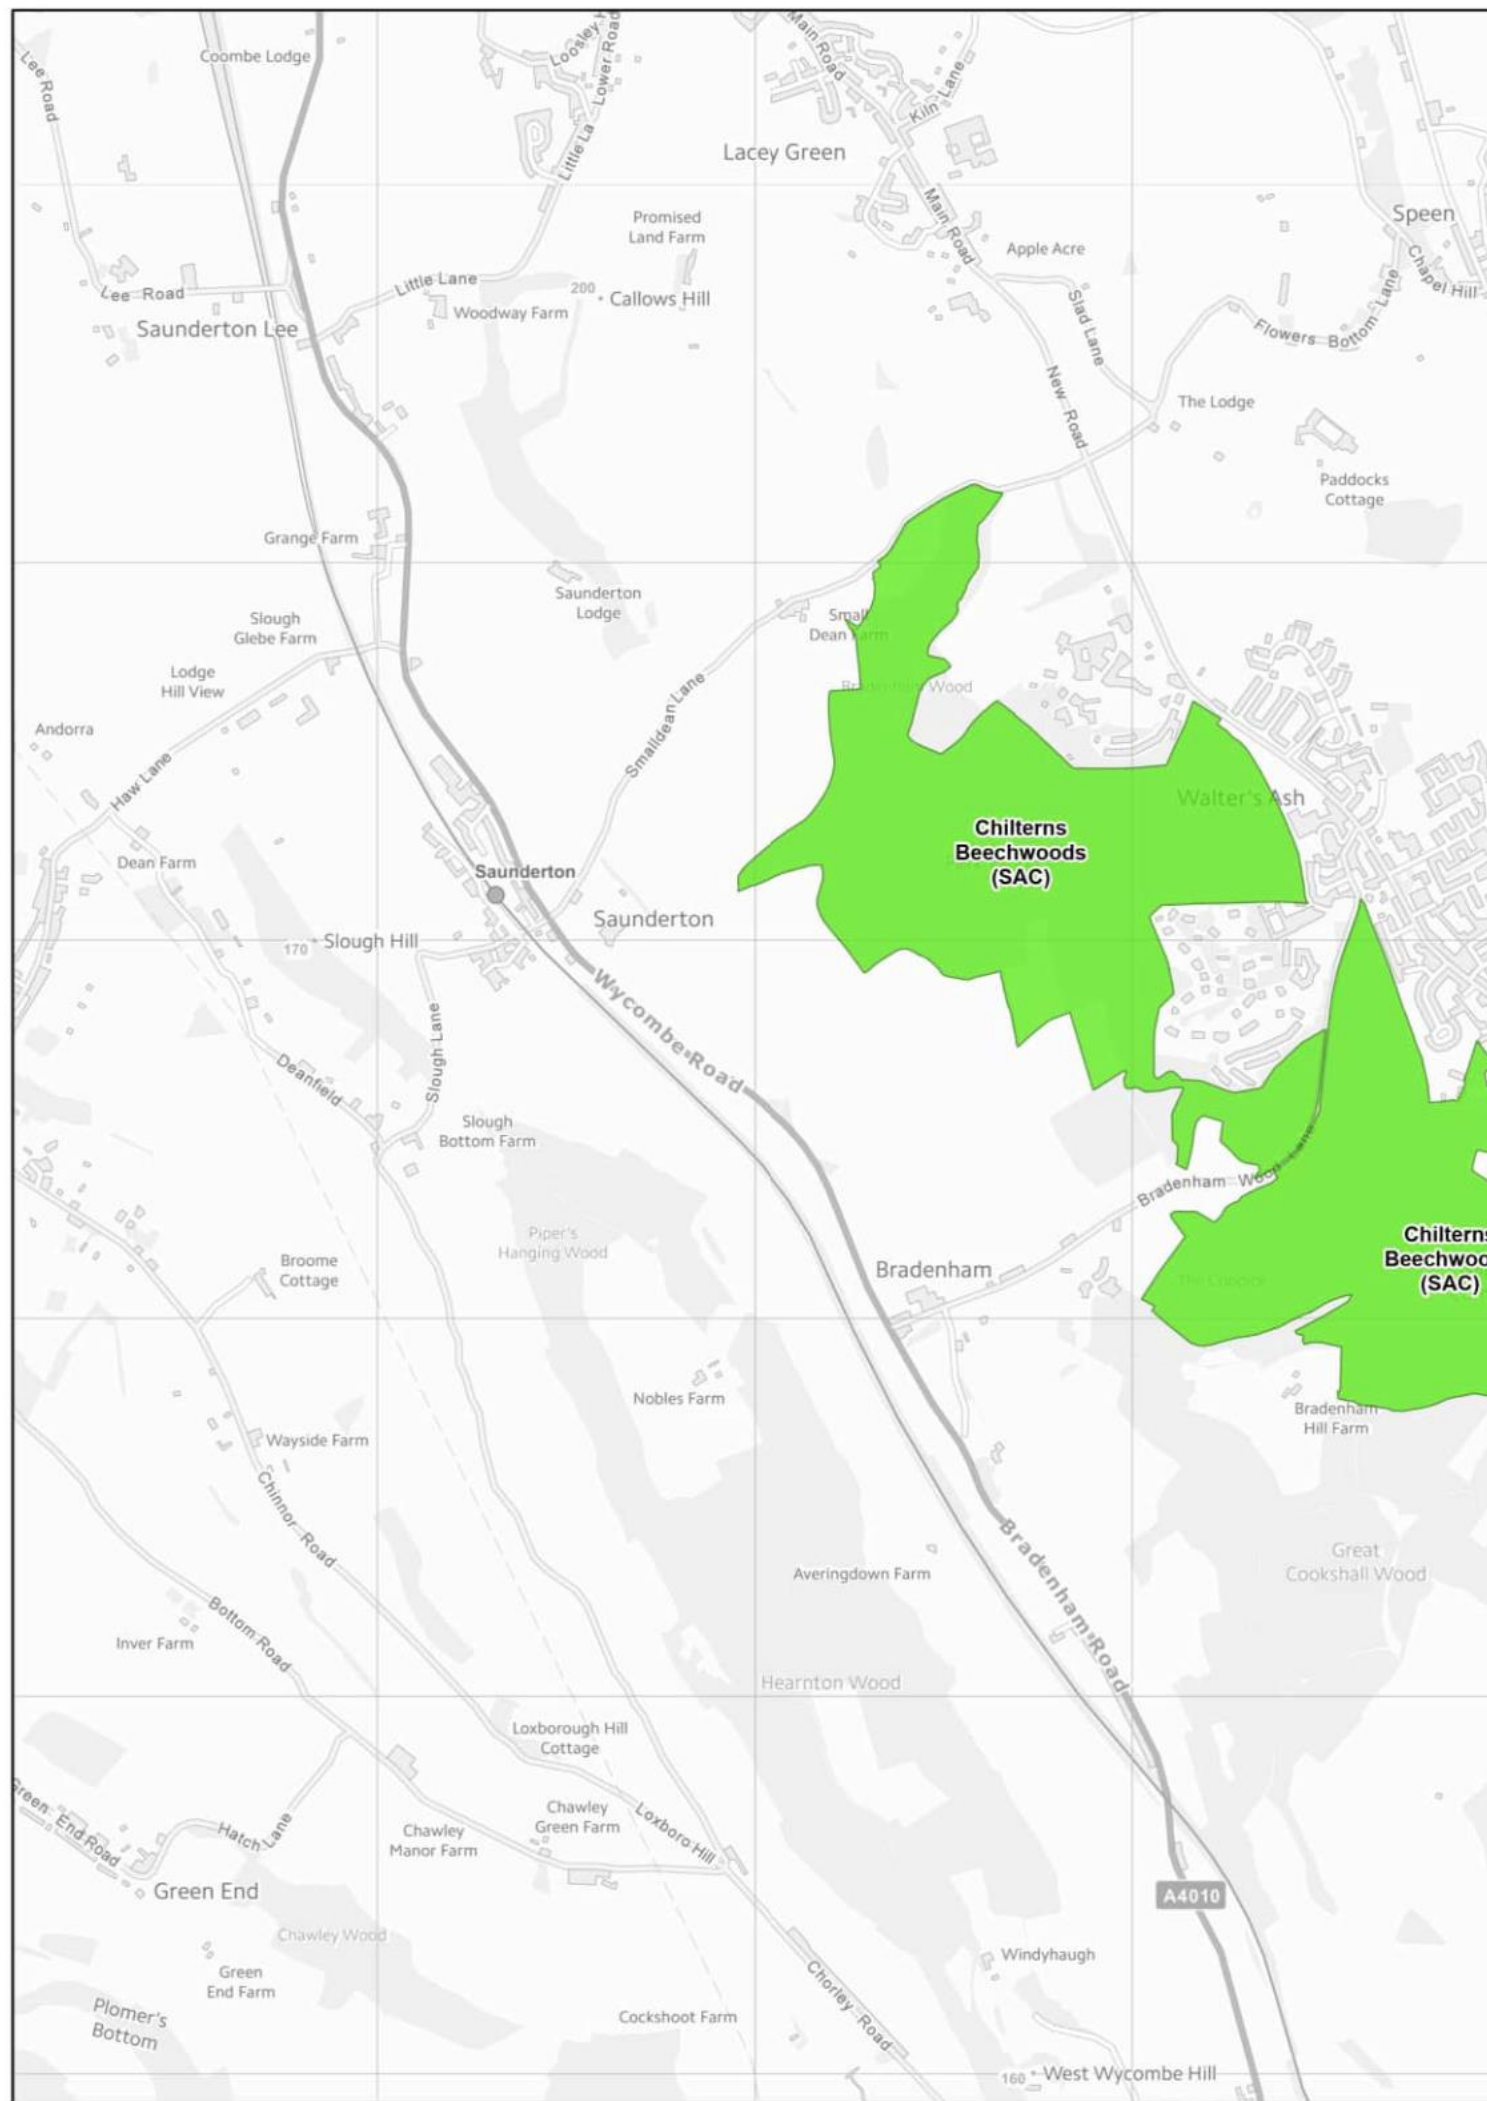 Coombe Lodge
Lee Road
Loosley
Lower Road
Little La
Main Road
Kiln Lane
Lacey Green
Main Road
Promised
Land Farm
Speen
Apple Acre
Chapel Hill
Lee Road
Little Lane
200
Callows Hill
Woodway Farm
Saunderton Lee
Slad Lane
Flowers Bottom Lane
New Road
The Lodge
Paddocks
Cottage
Grange Farm
Saunderton
Lodge
Slough
Glebe Farm
Small
Dean Farm
Lodge
Hill View
Bradenham Wood
Smalldean Lane
Andorra
Haw Lane
Walter's Ash
Chilterns
Beechwoods
(SAC)
Dean Farm
Saunderton
Saunderton
170
Slough Hill
Wycombe Road
Slough Lane
Deanfield
Slough
Bottom Farm
Bradenham Wood Lane
Piper's
Hanging Wood
Broome
Cottage
Bradenham
The Coppice
Chilterns
Beechwoo
(SAC)
Nobles Farm
Bradenham
Hill Farm
Wayside Farm
Chinnor Road
Bradenham Road
Great
Cookshall Wood
Averingdown Farm
Bottom Road
Inver Farm
Hearnton Wood
Loxborough Hill
Cottage
Green End Road
Hatch Lane
Chawley
Manor Farm
Chawley
Green Farm
Loxboro Hill
Green End
A4010
Chawley Wood
Windyhaugh
Green
End Farm
Plomer's
Bottom
Cockshoot Farm
Chorley Road
160
West Wycombe Hill